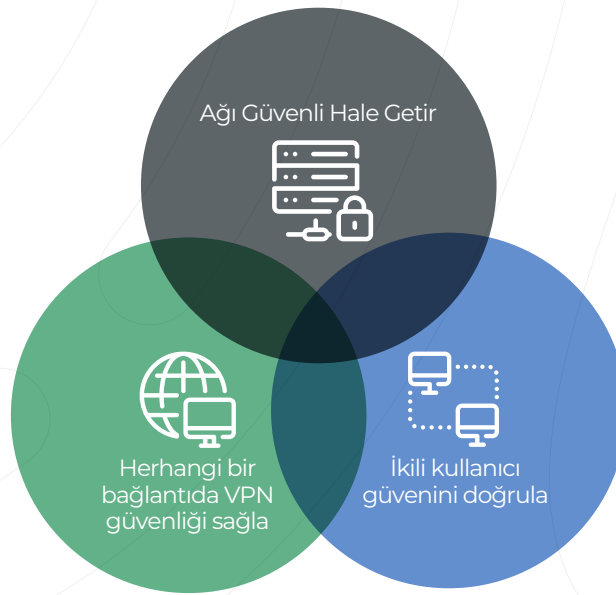 Ağı Güvenli Hale Getir
Herhangi bir
bağlantıda VPN
güvenliği sağla
İkili kullanıcı
güvenini doğrula